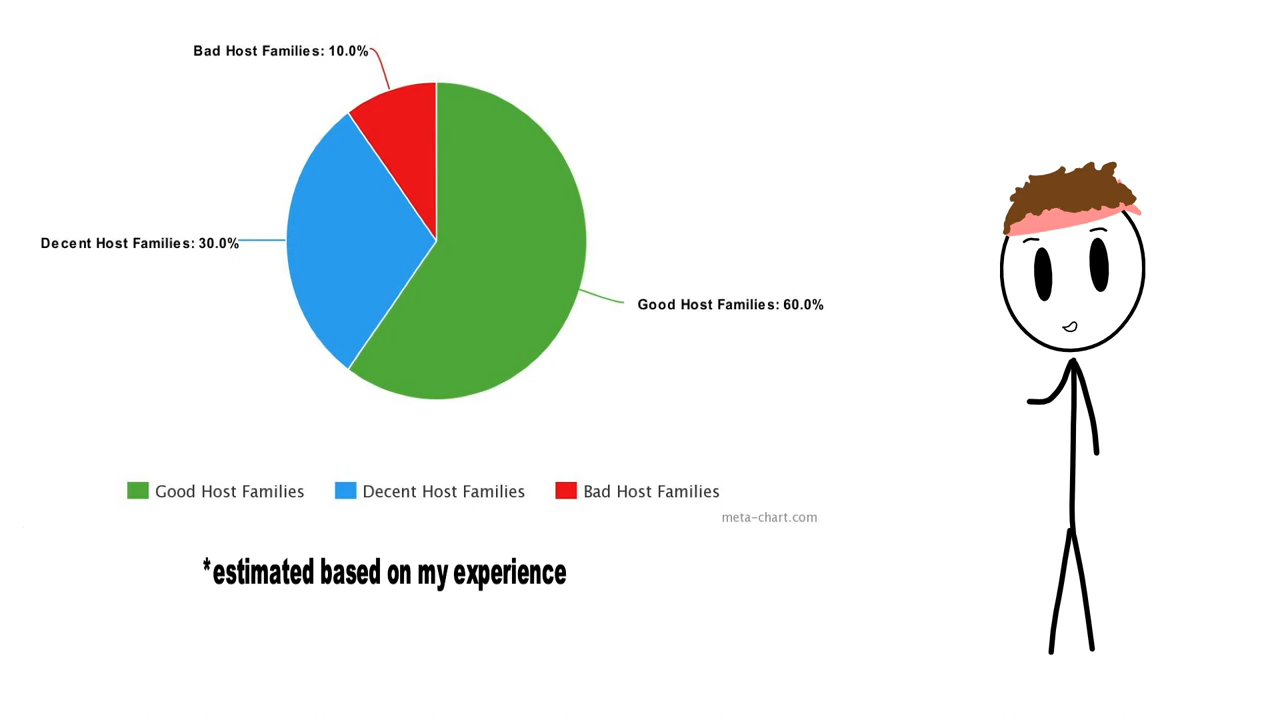 Bad Host Families: 10.0%
Decent Host Families: 30.0%
Good Host Families: 60.0%
Good Host Families Decent Host Families Bad Host Families
meta-chart.com
*estimated based on my experience